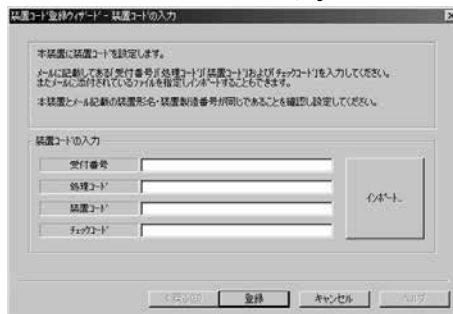 装置ｺｰﾄﾞ登録ｳｨｻﾞｰﾄﾞ - 装置ｺｰﾄﾞの入力
本装置に装置ｺｰﾄﾞを設定します。
ﾒｰﾙに記載してある｢受付番号｣｢処理ｺｰﾄﾞ｣｢装置ｺｰﾄﾞ｣および｢ﾁｪｯｸｺｰﾄﾞ｣を入力してください。
またﾒｰﾙに添付されているﾌｧｲﾙを指定しｲﾝﾎﾟｰﾄすることもできます。
本装置とﾒｰﾙ記載の装置形名・装置製造番号が同じであることを確認し設定してください。
装置ｺｰﾄﾞの入力
受付番号
処理ｺｰﾄﾞ
装置ｺｰﾄﾞ
ﾁｪｯｸｺｰﾄﾞ
ｲﾝﾎﾟｰﾄ...
< 戻る(B)
登録
キャンセル
ヘルプ